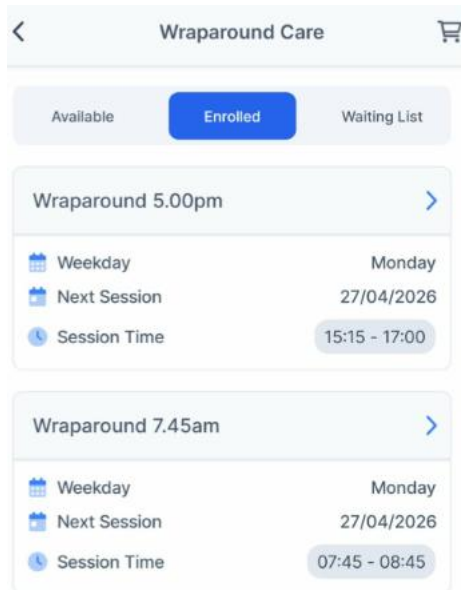 Wraparound Care
Available Enrolled Waiting List
Wraparound 5.00pm
Weekday Monday
Next Session 27/04/2026
Session Time 15:15 - 17:00
Wraparound 7.45am
Weekday Monday
Next Session 27/04/2026
Session Time 07:45 - 08:45